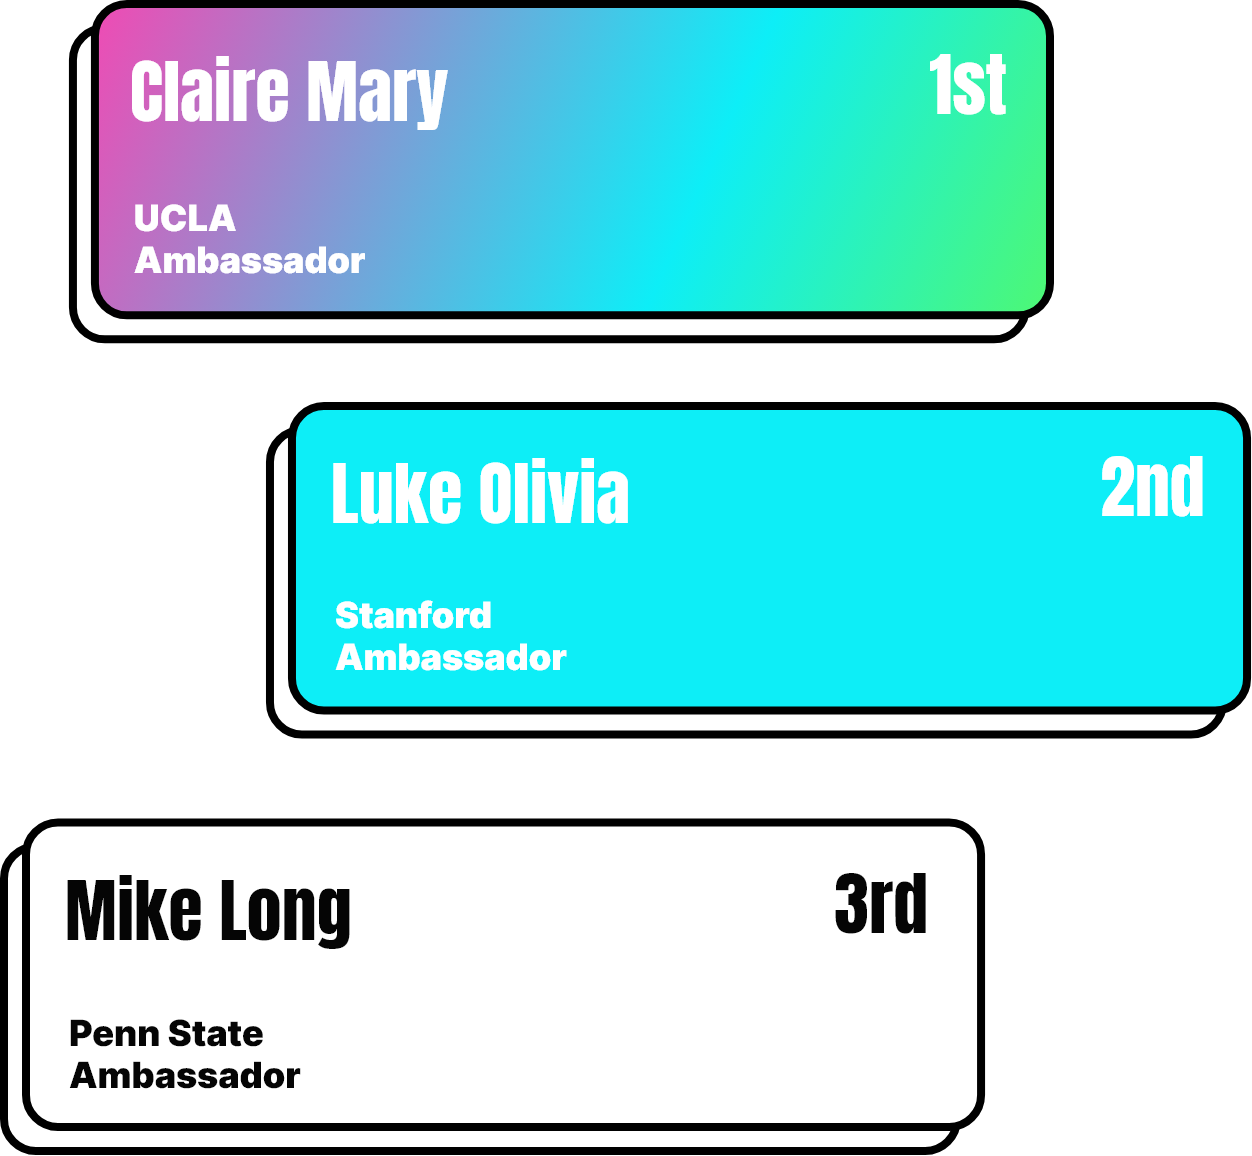 Claire Mary
1st
UCLA
Ambassador
Luke Olivia
2nd
Stanford
Ambassador
Mike Long
3rd
Penn State
Ambassador